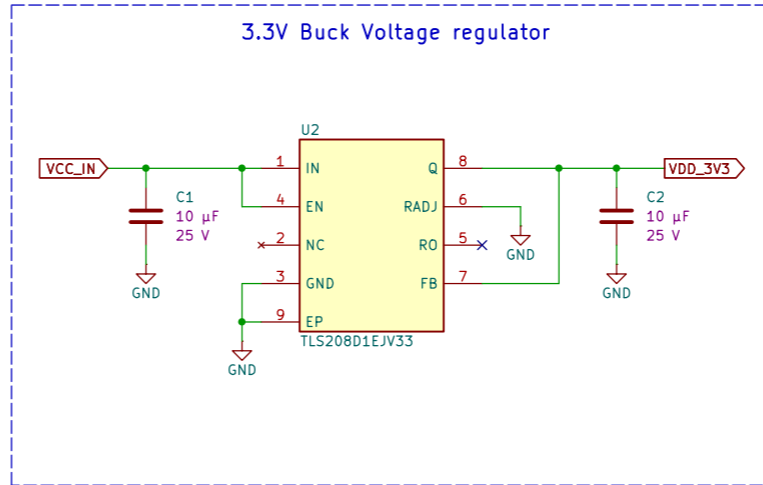 3.3V Buck Voltage regulator
U2
VCC_IN
1 IN
Q 8
VDD_3V3
C1
10 µF
25 V
GND
4 EN
RADJ 6
GND
C2
10 µF
25 V
GND
2 NC
RO 5
3 GND
FB 7
9 EP
GND
TLS208D1EJV33